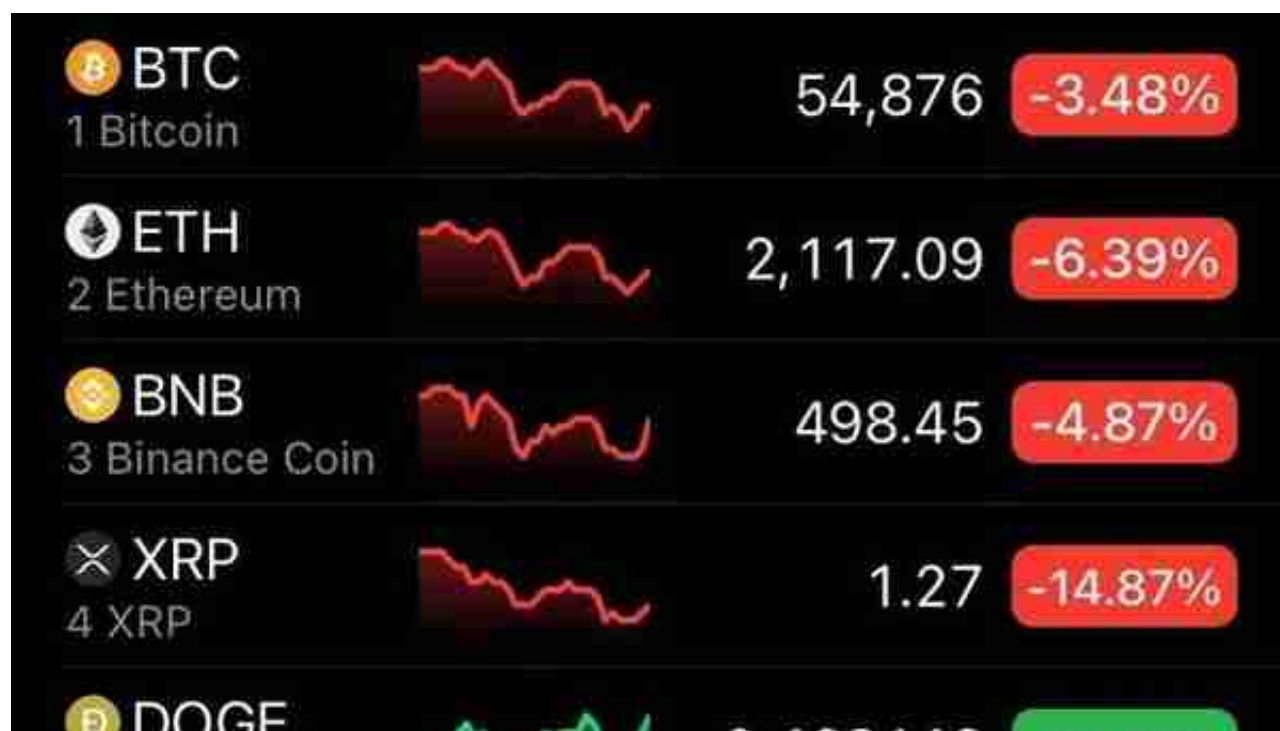 BTC
1 Bitcoin
54,876
-3.48%
ETH
2 Ethereum
2,117.09
-6.39%
BNB
3 Binance Coin
498.45
-4.87%
XRP
4 XRP
1.27
-14.87%
DOGE